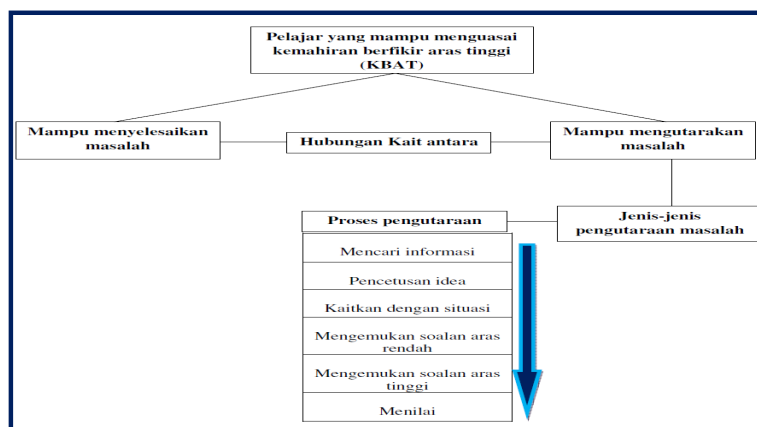 Pelajar yang mampu menguasai
kemahiran berfikir aras tinggi
(KBAT)
Mampu menyelesaikan
masalah
Hubungan Kait antara
Mampu mengutarakan
masalah
Proses pengutaraan
Jenis-jenis
pengutaraan masalah
Mencari informasi
Pencetusan idea
Kaitkan dengan situasi
Mengemukan soalan aras
rendah
Mengemukan soalan aras
tinggi
Menilai